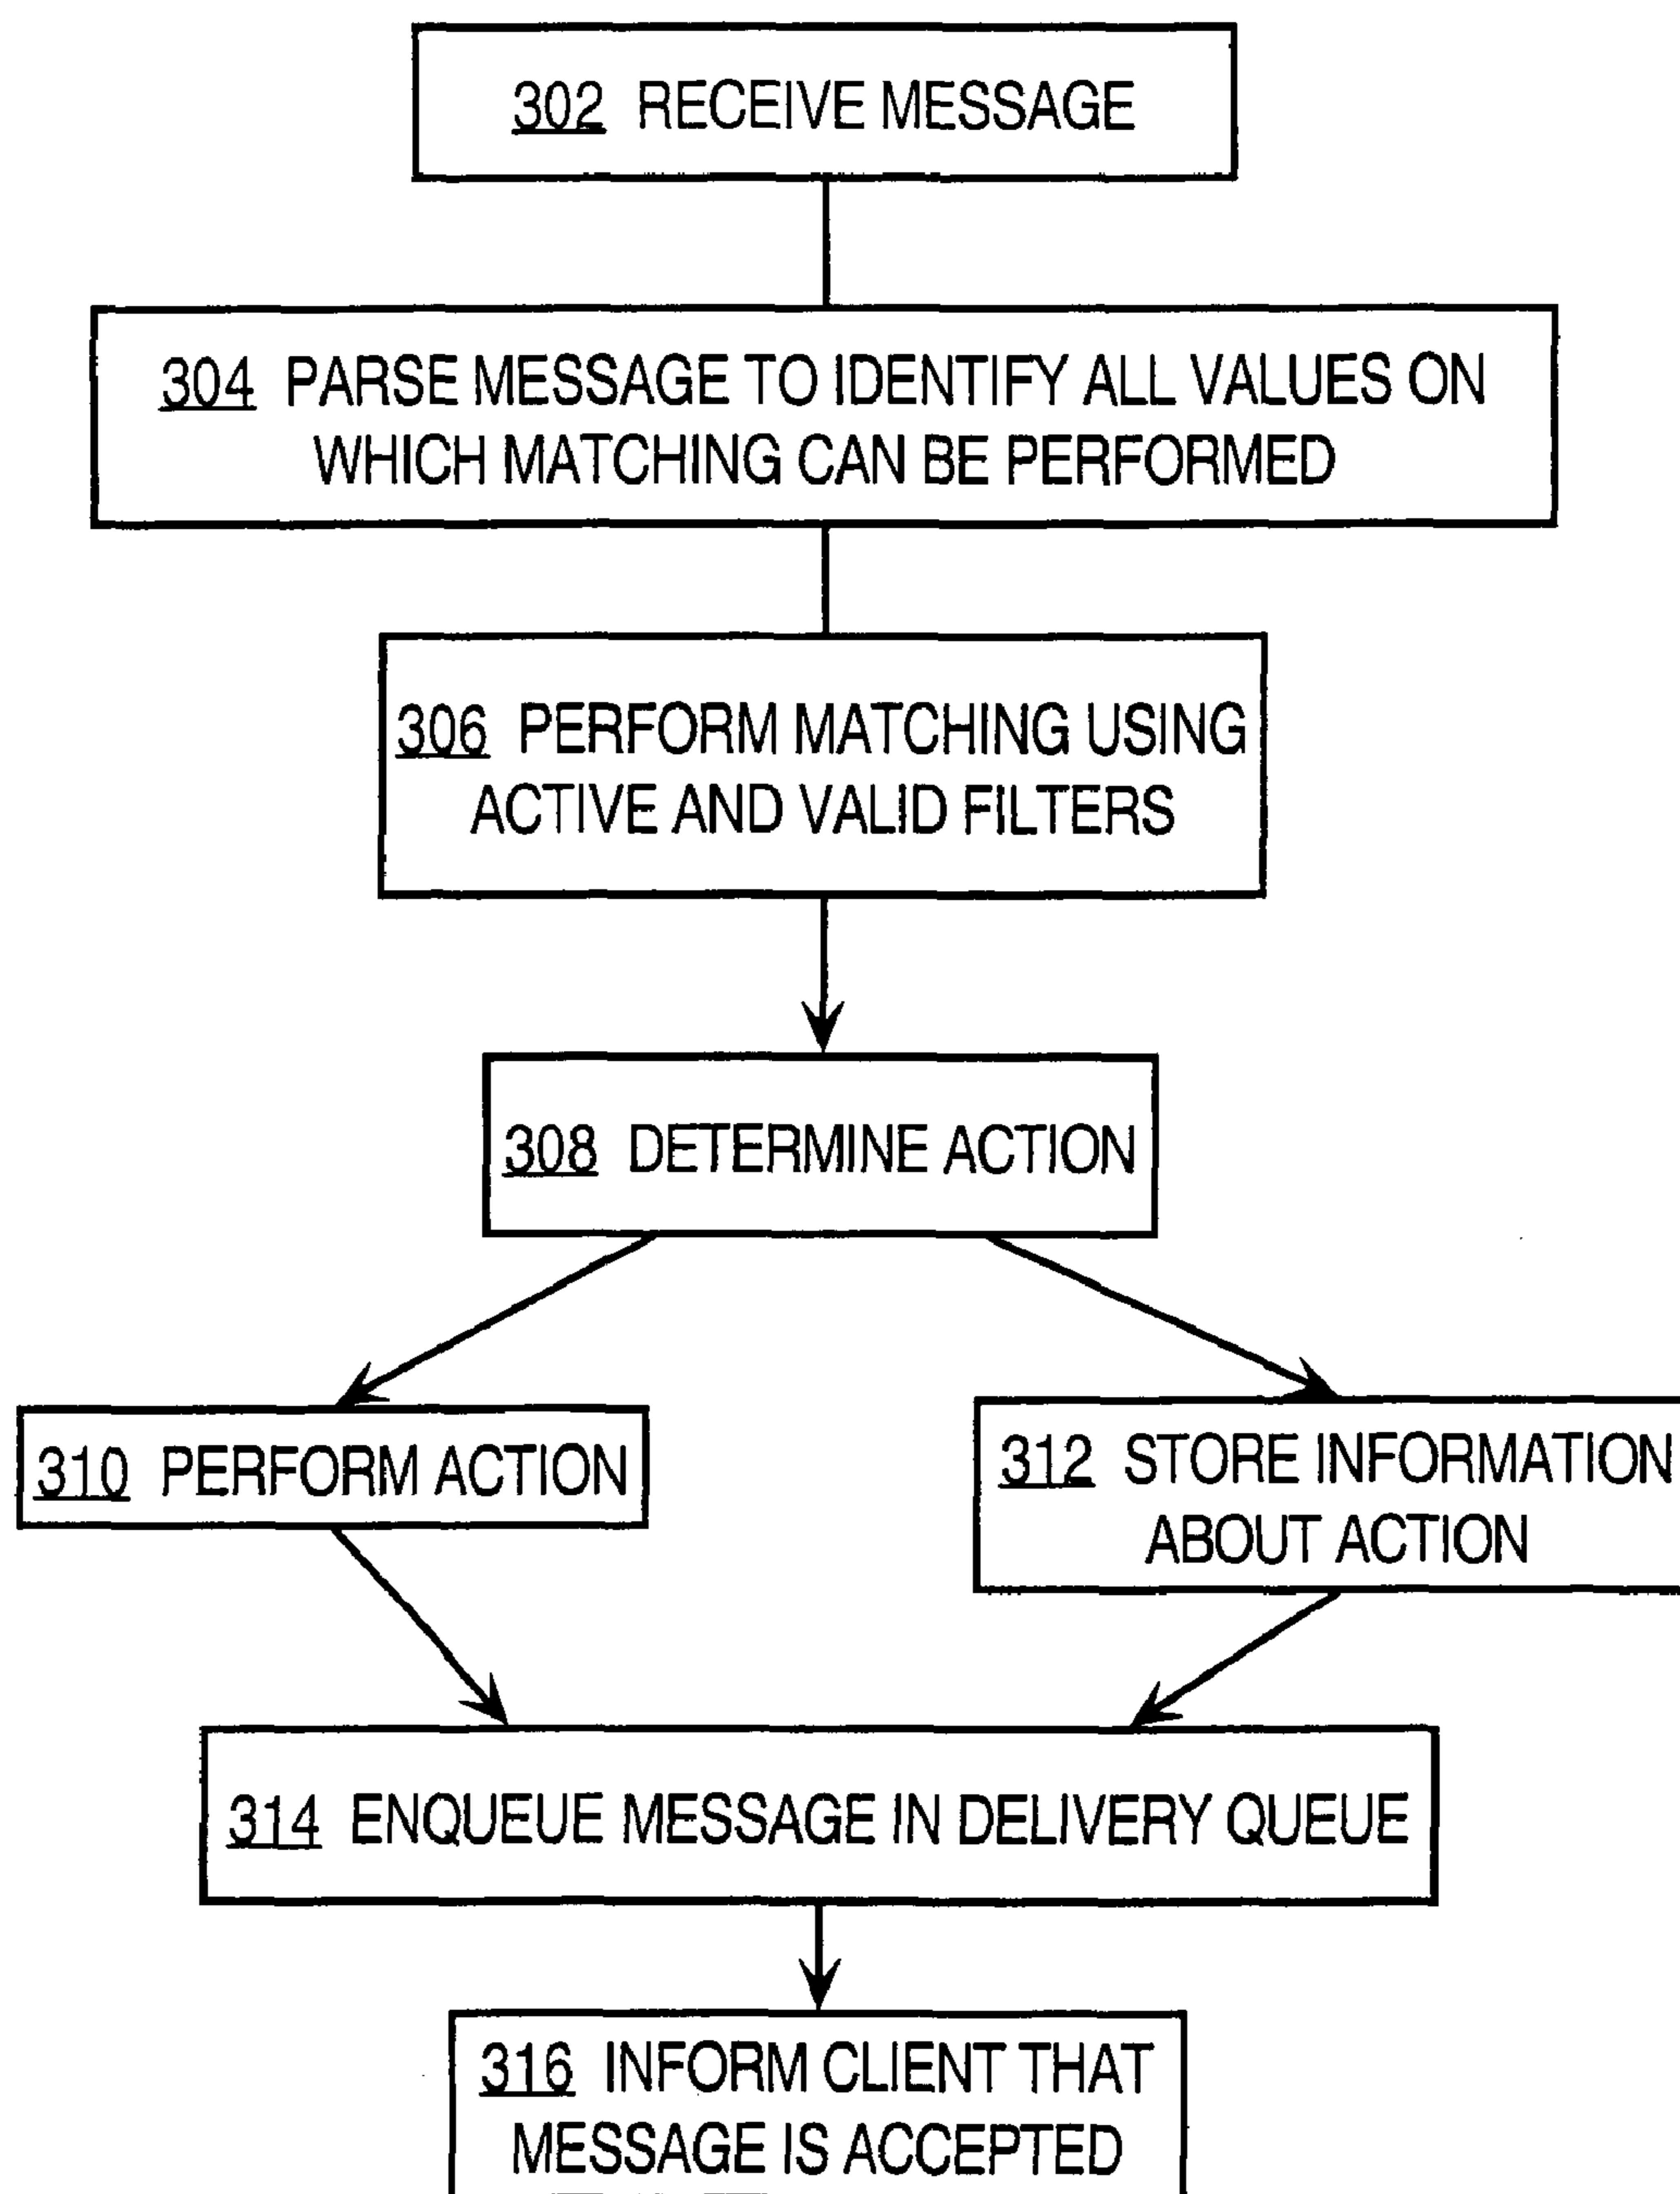 302 RECEIVE MESSAGE
304 PARSE MESSAGE TO IDENTIFY ALL VALUES ON
WHICH MATCHING CAN BE PERFORMED
306 PERFORM MATCHING USING
ACTIVE AND VALID FILTERS
308 DETERMINE ACTION
310 PERFORM ACTION
312 STORE INFORMATION
ABOUT ACTION
314 ENQUEUE MESSAGE IN DELIVERY QUEUE
316 INFORM CLIENT THAT
MESSAGE IS ACCEPTED